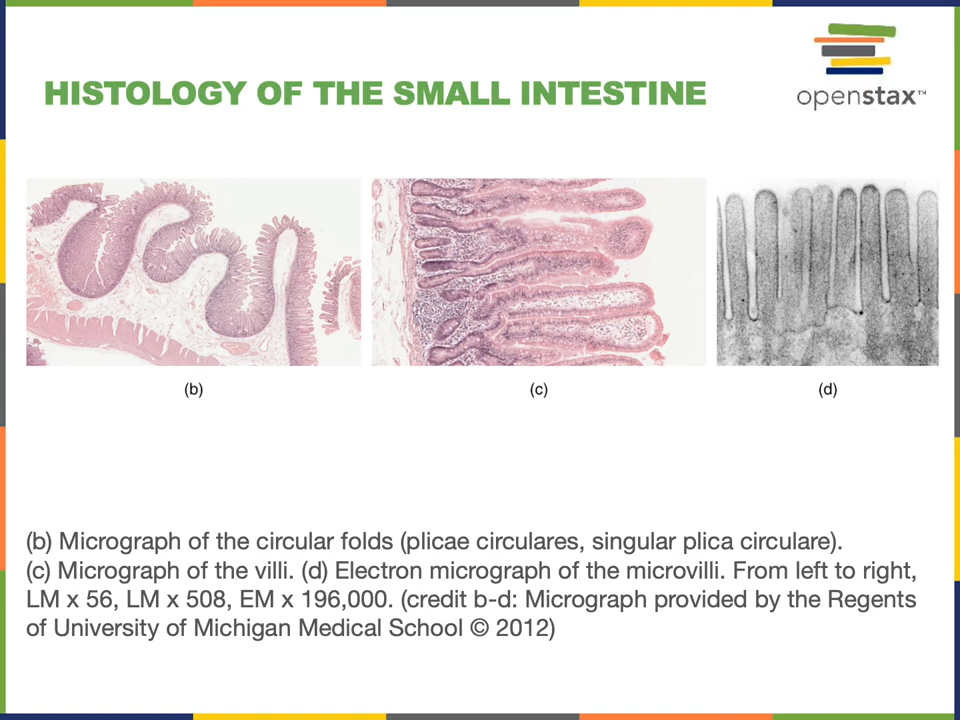 HISTOLOGY OF THE SMALL INTESTINE
openstax™
(b)
(c)
(d)
(b) Micrograph of the circular folds (plicae circulares, singular plica circulare).
(c) Micrograph of the villi. (d) Electron micrograph of the microvilli. From left to right,
LM x 56, LM x 508, EM x 196,000. (credit b-d: Micrograph provided by the Regents
of University of Michigan Medical School © 2012)